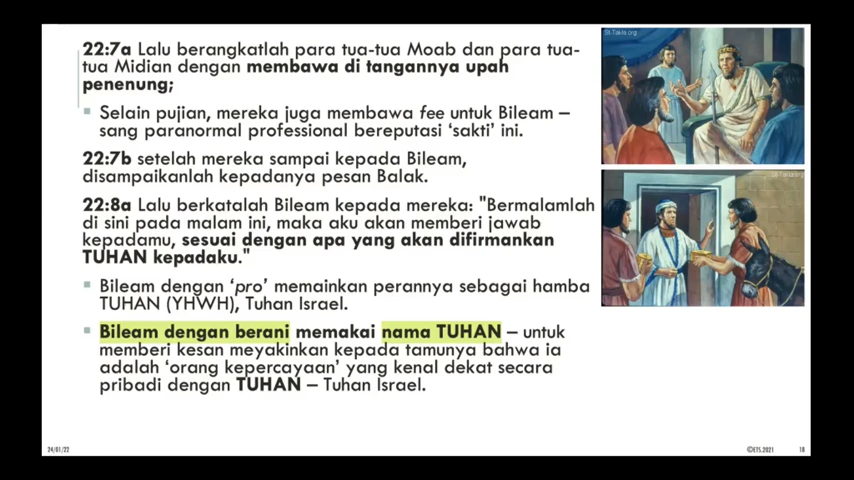 22:7a Lalu berangkatlah para tua-tua Moab dan para tua-
tua Midian dengan membawa di tangannya upah
penenung;
Selain pujian, mereka juga membawa fee untuk Bileam –
sang paranormal professional bereputasi ‘sakti’ ini.
22:7b setelah mereka sampai kepada Bileam,
disampaikanlah kepadanya pesan Balak.
22:8a Lalu berkatalah Bileam kepada mereka: "Bermalamlah
di sini pada malam ini, maka aku akan memberi jawab
kepadamu, sesuai dengan apa yang akan difirmankan
TUHAN kepadaku."
Bileam dengan ‘pro’ memainkan perannya sebagai hamba
TUHAN (YHWH), Tuhan Israel.
Bileam dengan berani memakai nama TUHAN – untuk
memberi kesan meyakinkan kepada tamunya bahwa ia
adalah ‘orang kepercayaan’ yang kenal dekat secara
pribadi dengan TUHAN – Tuhan Israel.
St-Takla.org
St-Takla.org
24/01/22
©ETS.2021
18